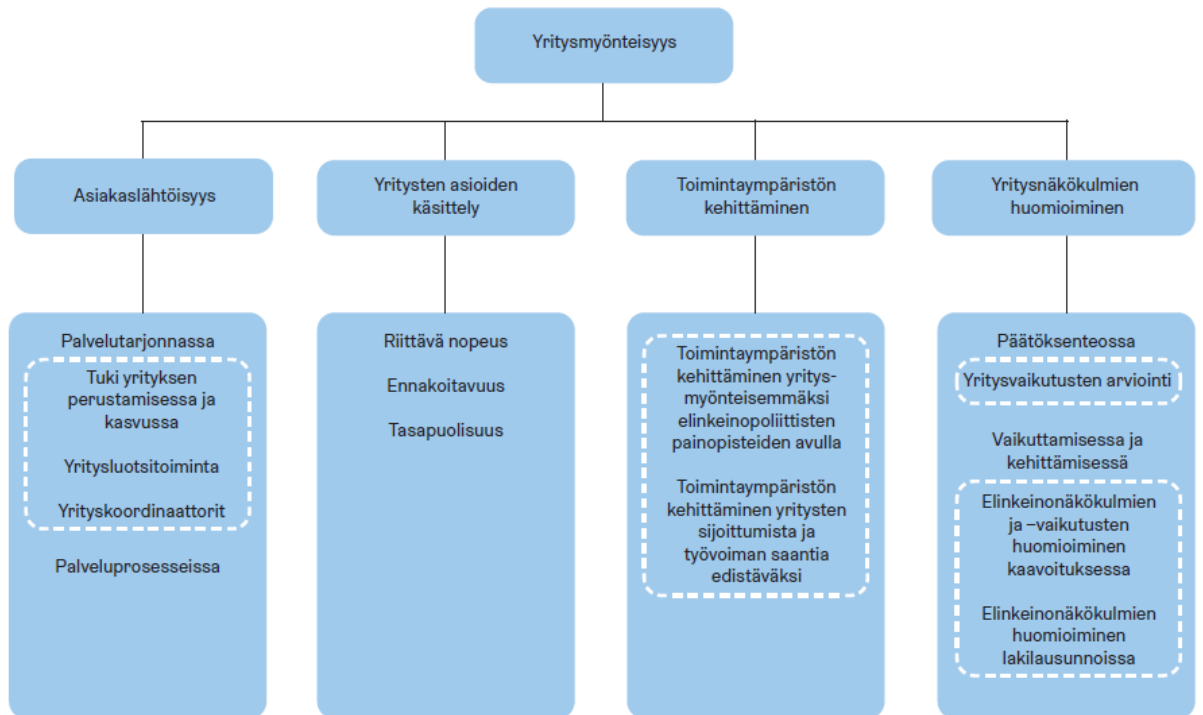 Yritysmyönteisyys
Asiakaslähtöisyys
Yritysten asioiden
käsittely
Toimintaympäristön
kehittäminen
Yritysnäkökulmien
huomioiminen
Palvelutarjonnassa
Tuki yrityksen
perustamisessa ja
kasvussa
Yritysluotsitoiminta
Yrityskoordinaattorit
Palveluprosesseissa
Riittävä nopeus
Ennakoitavuus
Tasapuolisuus
Toimintaympäristön
kehittäminen yritys-
myönteisemmäksi
elinkeinopoliittisten
painopisteiden avulla
Toimintaympäristön
kehittäminen yritysten
sijoittumista ja
työvoiman saantia
edistäväksi
Päätöksenteossa
Yritysvaikutusten arviointi
Vaikuttamisessa ja
kehittämisessä
Elinkeinonäkökulmien
ja –vaikutusten
huomioiminen
kaavoituksessa
Elinkeinonäkökulmien
huomioiminen
lakilausunnoissa